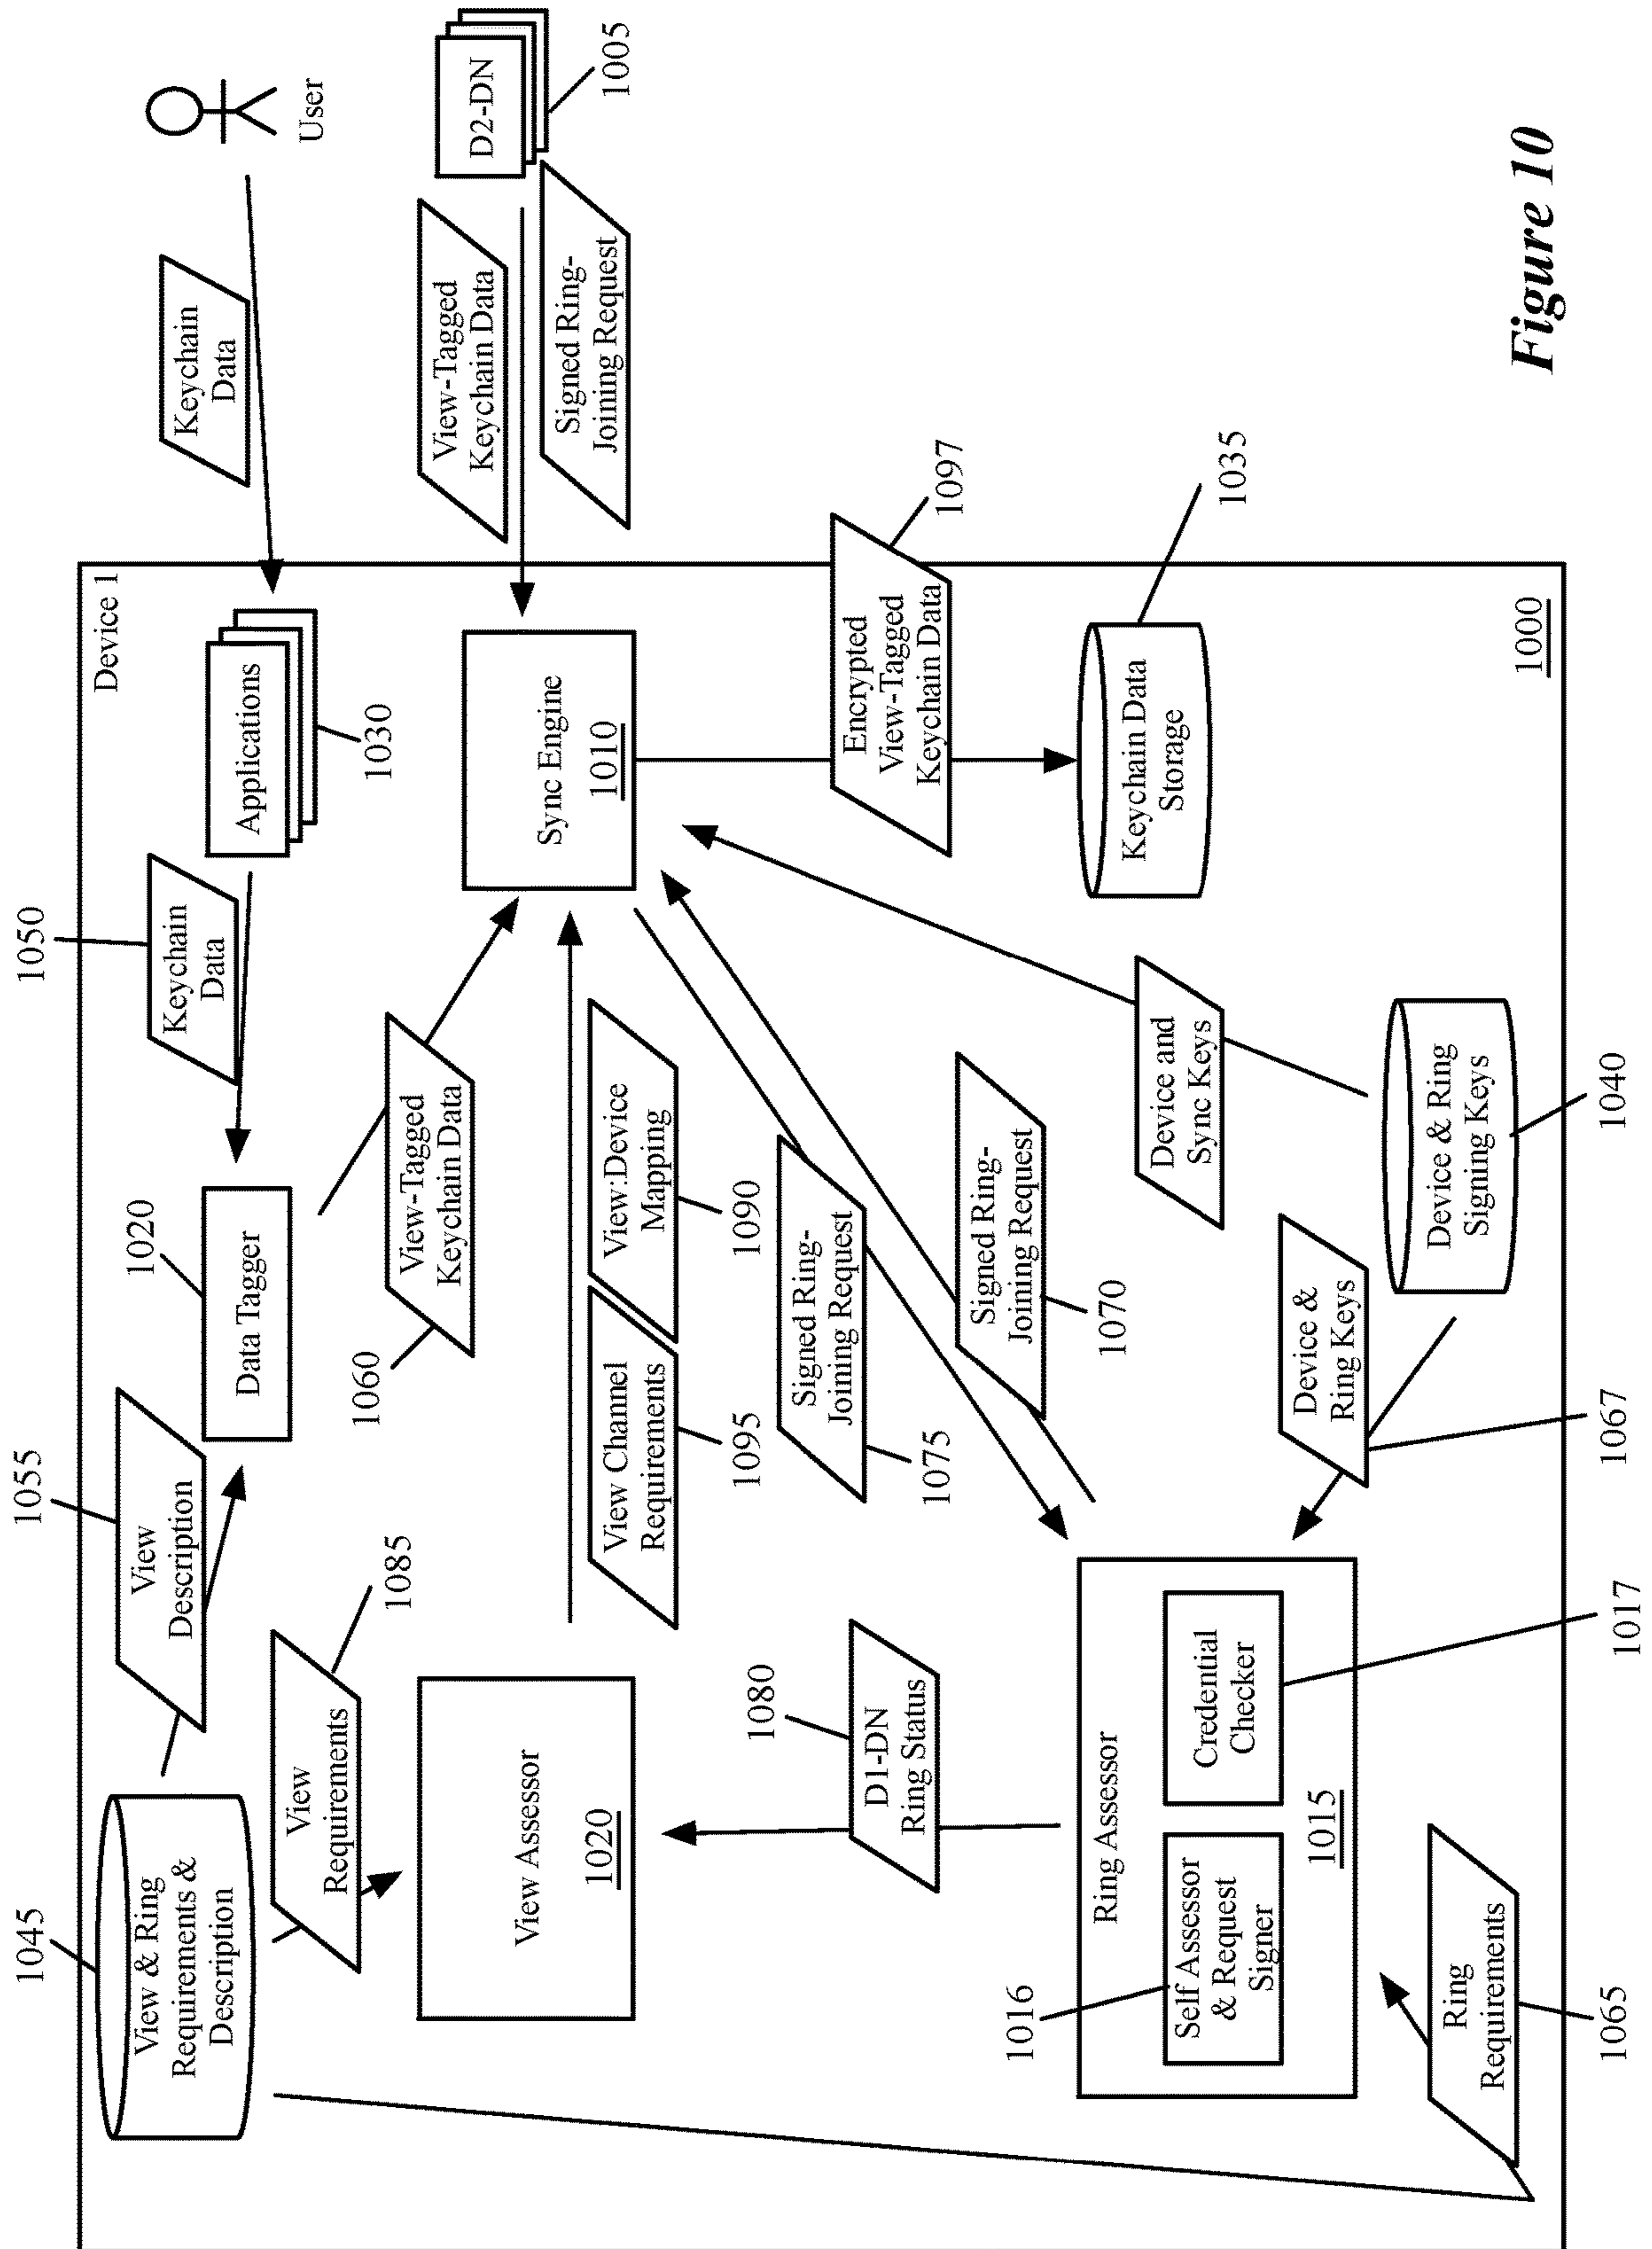 Device 1
1045
View & Ring
Requirements &
Description
View
Description
1055
Data Tagger
1020
Keychain
Data
1050
Applications
1030
Keychain
Data
User
View
Requirements
1085
View-Tagged
Keychain Data
1060
View-Tagged
Keychain Data
D2-DN
1005
Signed Ring-
Joining Request
View Assessor
1020
Sync Engine
1010
View Channel
Requirements
1095
View:Device
Mapping
1090
Signed Ring-
Joining Request
1075
D1-DN
Ring Status
1080
Encrypted
View-Tagged
Keychain Data
1097
Signed Ring-
Joining Request
1070
Ring Assessor
1015
Self Assessor
& Request
Signer
1016
Credential
Checker
1017
Device and
Sync Keys
Keychain Data
Storage
1035
Device &
Ring Keys
1067
Device & Ring
Signing Keys
1040
Ring
Requirements
1065
1000
Figure 10